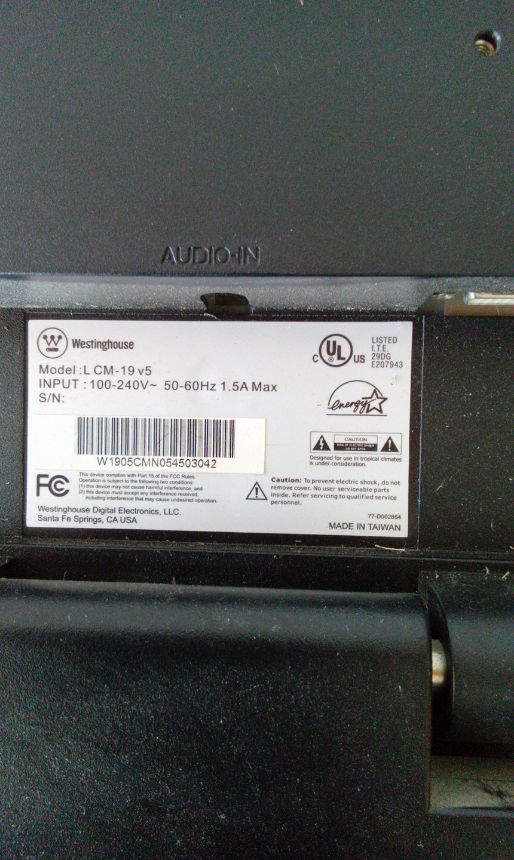 AUDIO-IN
Westinghouse
Model :L CM-19 v5
INPUT : 100-240V~ 50-60Hz 1.5A Max
S/N:
W1905CMN054503042
C UL US
LISTED
I.T.E.
29DG
E207943
energy
CAUTION
Designed for use in tropical climates
is under consideration.
FC
This device complies with Part 15 of the FCC Rules.
Operation is subject to the following two conditions:
(1) this device may not cause harmful interference, and
(2) this device must accept any interference received,
including interference that may cause undesired operation.
Caution: To prevent electric shock, do not
remove cover. No user serviceable parts
inside. Refer servicing to qualified service
personnel.
Westinghouse Digital Electronics, LLC.
Santa Fe Springs, CA USA
77-D002864
MADE IN TAIWAN